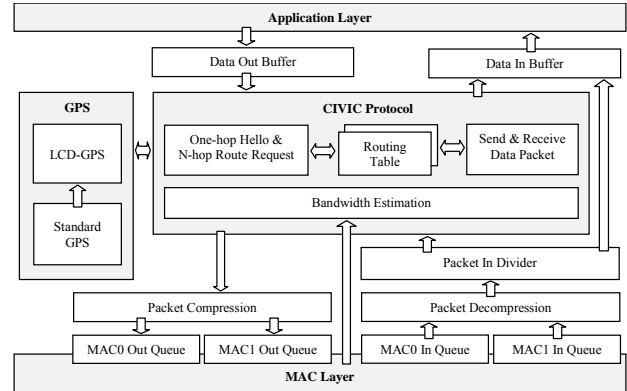 Application Layer
Data Out Buffer
Data In Buffer
GPS
CIVIC Protocol
LCD-GPS
One-hop Hello &
N-hop Route Request
Routing
Table
Send & Receive
Data Packet
Standard
GPS
Bandwidth Estimation
Packet In Divider
Packet Compression
Packet Decompression
MAC0 Out Queue
MAC1 Out Queue
MAC0 In Queue
MAC1 In Queue
MAC Layer